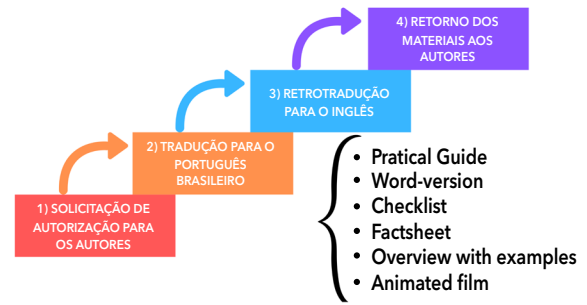 4) RETORNO DOS
MATERIAIS AOS
AUTORES
3) RETROTRADUÇÃO
PARA O INGLÊS
2) TRADUÇÃO PARA O
PORTUGUÊS
BRASILEIRO
1) SOLICITAÇÃO DE
AUTORIZAÇÃO PARA
OS AUTORES
• Pratical Guide
• Word-version
• Checklist
• Factsheet
• Overview with examples
• Animated film